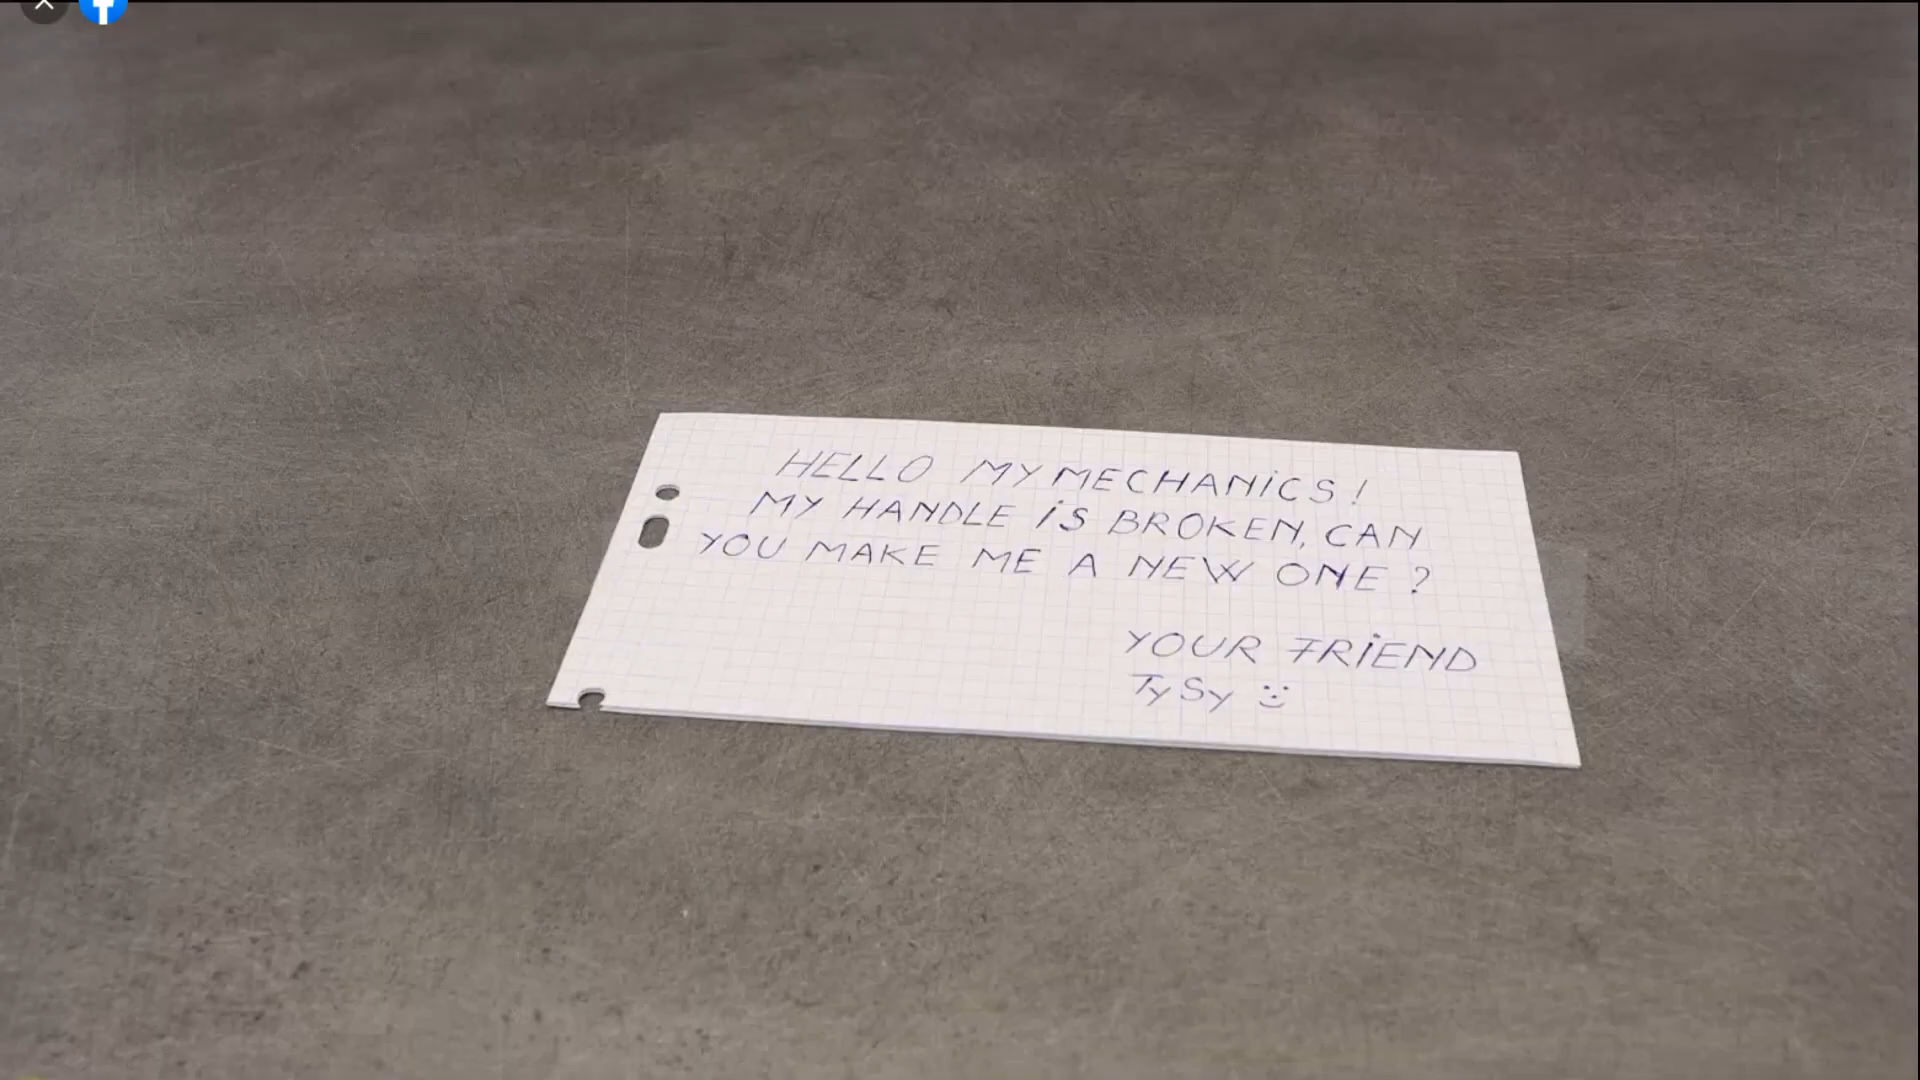 HELLO MY MECHANiCS!
MY HANDLE iS BROKEN, CAN
YOU MAKE ME A NEW ONE?
YOUR FRiEND
TySy